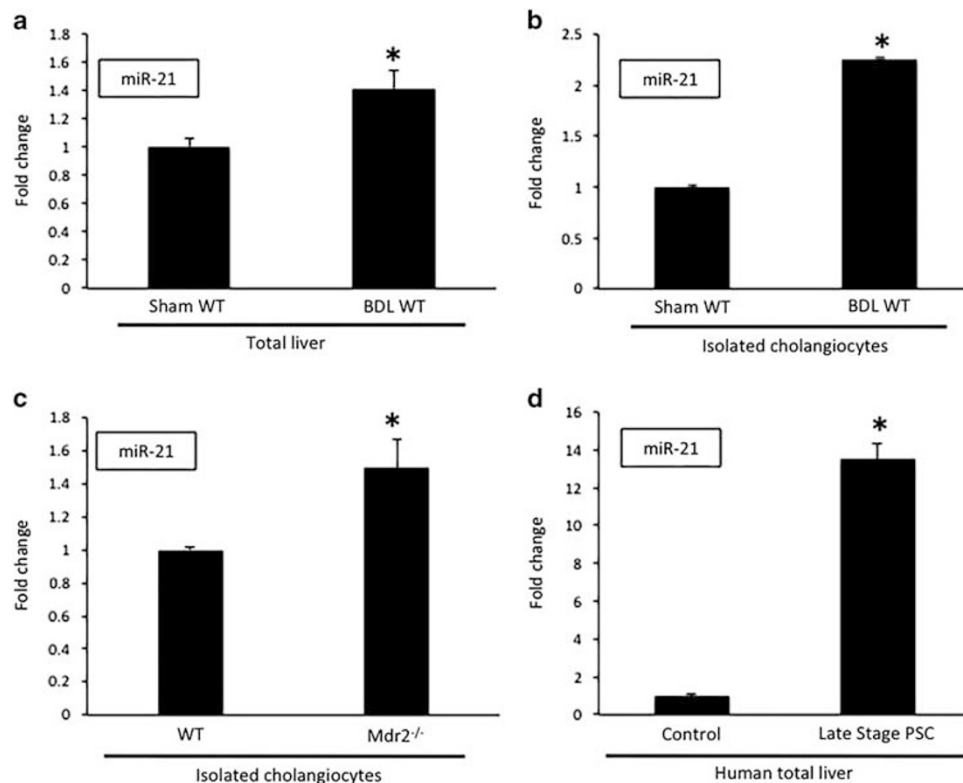 a
1.8
1.6
1.4
1.2
1
0.8
0.6
0.4
0.2
0
Fold change
miR-21
*
Sham WT BDL WT
Total liver
b
2.5
2
1.5
1
0.5
0
Fold change
miR-21
*
Sham WT BDL WT
Isolated cholangiocytes
c
1.8
1.6
1.4
1.2
1
0.8
0.6
0.4
0.2
0
Fold change
miR-21
*
WT Mdr2-/-
Isolated cholangiocytes
d
16
14
12
10
8
6
4
2
0
Fold change
miR-21
*
Control Late Stage PSC
Human total liver